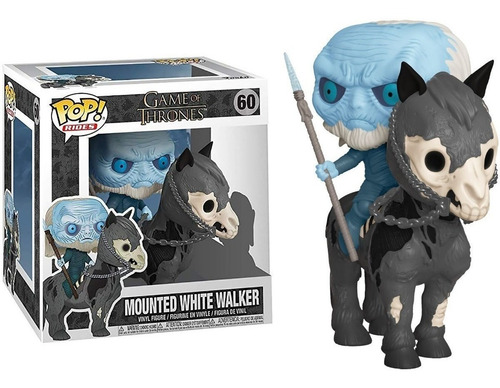 POP!
RIDES
GAME OF
THRONES
60
MOUNTED WHITE WALKER
VINYL FIGURE / FIGURINE EN VINYLE / FIGURA DE VINIL